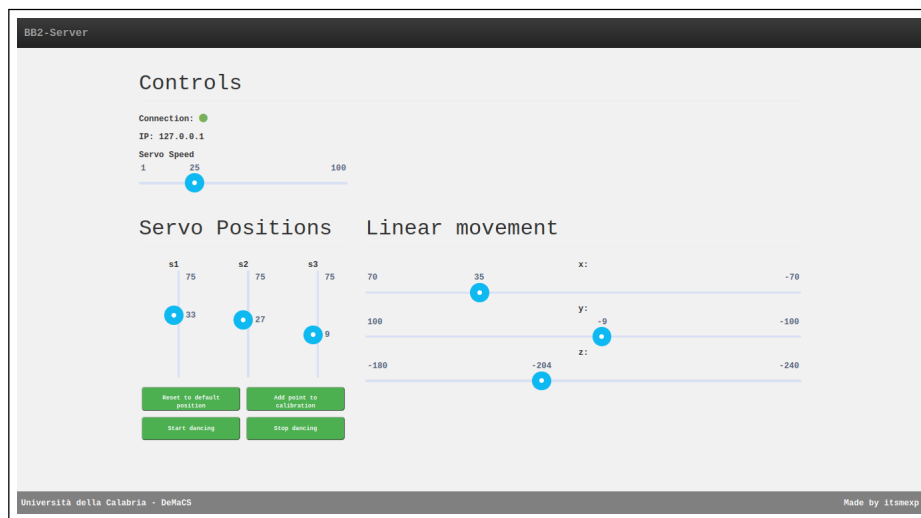 BB2-Server
Controls
Connection:
IP: 127.0.0.1
Servo Speed
1 25 100
Servo Positions
s1 s2 s3
75 75 75
33 27 9
Reset to default position
Add point to calibration
Start dancing
Stop dancing
Linear movement
x:
70 35 -70
y:
100 -9 -100
z:
-180 -204 -240
Università della Calabria - DeMaCS
Made by itsmexp